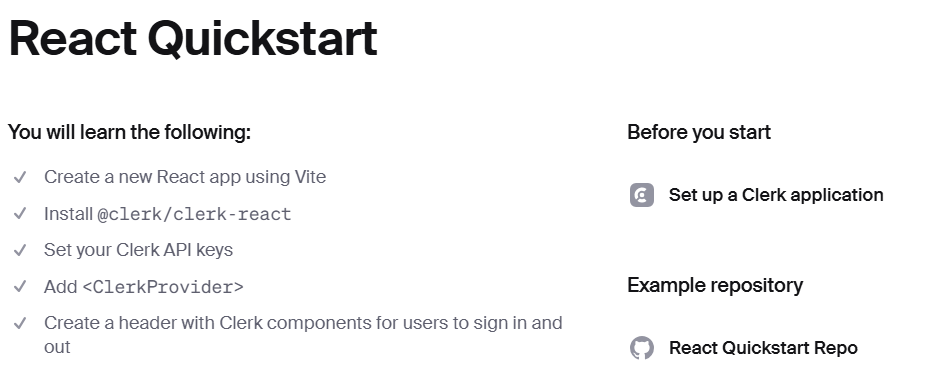 React Quickstart
You will learn the following:
Create a new React app using Vite
Install @clerk/clerk-react
Set your Clerk API keys
Add <ClerkProvider>
Create a header with Clerk components for users to sign in and
out
Before you start
Set up a Clerk application
Example repository
React Quickstart Repo